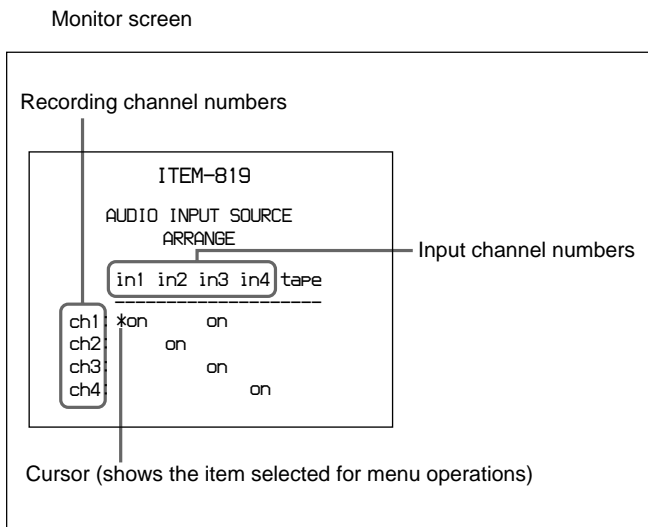 Monitor screen
Recording channel numbers
ITEM-819
AUDIO INPUT SOURCE
ARRANGE
Input channel numbers
in1 in2 in3 in4 tape
--------------------
ch1: *on on
ch2: on
ch3: on
ch4: on
Cursor (shows the item selected for menu operations)